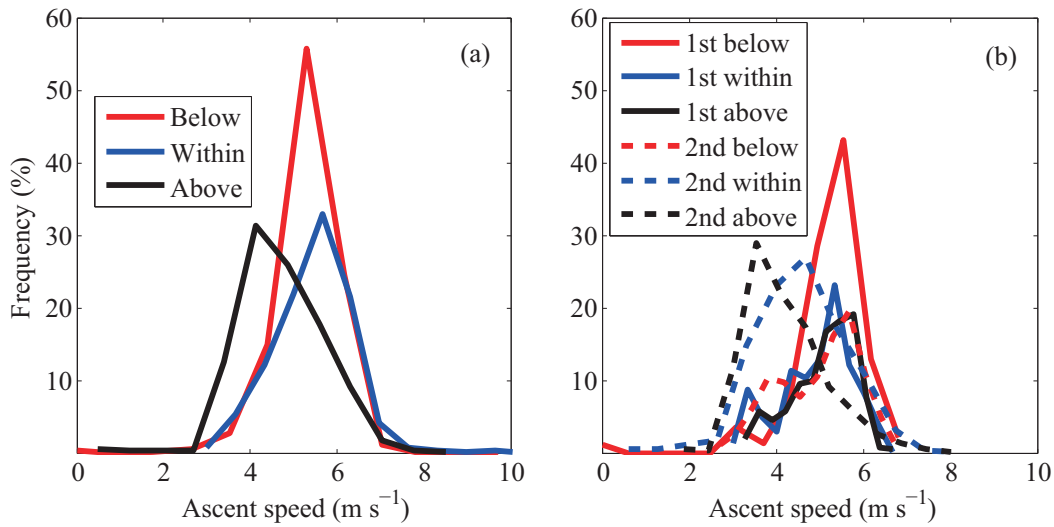 60
50
40
30
20
10
0
2
4
6
8
10
Frequency (%)
Ascent speed (m s⁻¹)
(a)
Below
Within
Above
60
50
40
30
20
10
0
2
4
6
8
10
Ascent speed (m s⁻¹)
(b)
1st below
1st within
1st above
2nd below
2nd within
2nd above